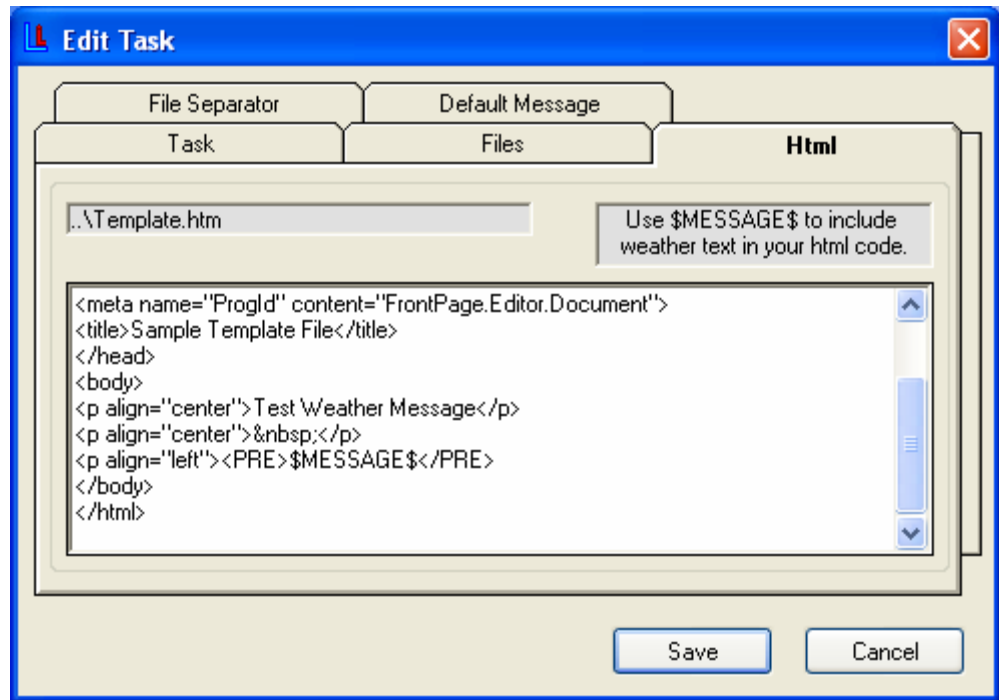 Edit Task
File Separator
Default Message
Task
Files
Html
..\Template.htm
Use $MESSAGE$ to include
weather text in your html code.
<meta name="ProgId" content="FrontPage.Editor.Document">
<title>Sample Template File</title>
</head>
<body>
<p align="center">Test Weather Message</p>
<p align="center">&nbsp;</p>
<p align="left"><PRE>$MESSAGE$</PRE>
</body>
</html>
Save
Cancel